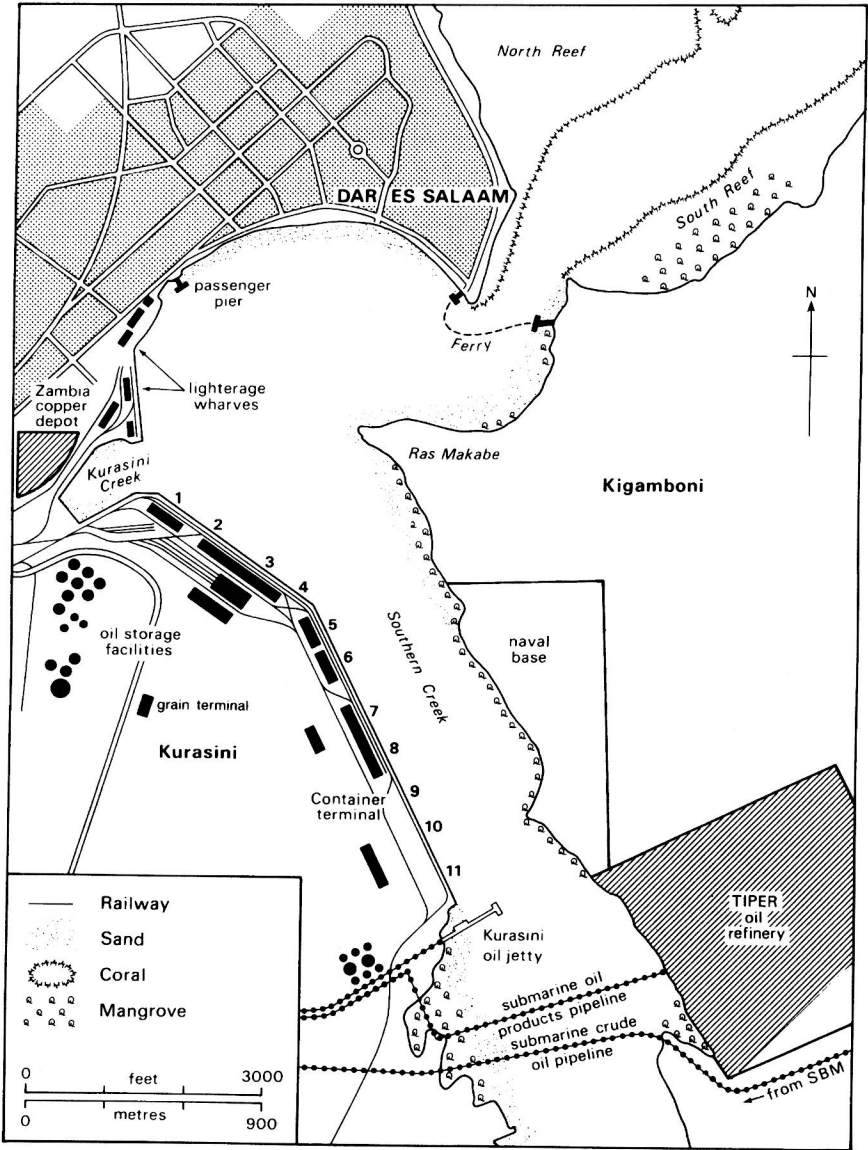 North Reef
DAR ES SALAAM
South Reef
passenger
pier
N
Ferry
Zambia
copper
depot
lighterage
wharves
Kurasini
Creek
Ras Makabe
Kigamboni
1
2
3
4
5
6
7
8
9
10
11
oil storage
facilities
Southern Creek
naval
base
grain terminal
Kurasini
Container
terminal
TIPER
oil
refinery
Kurasini
oil jetty
submarine oil
products pipeline
submarine crude
oil pipeline
from SBM
Railway
Sand
Coral
Mangrove
0 feet 3000
metres
0 900